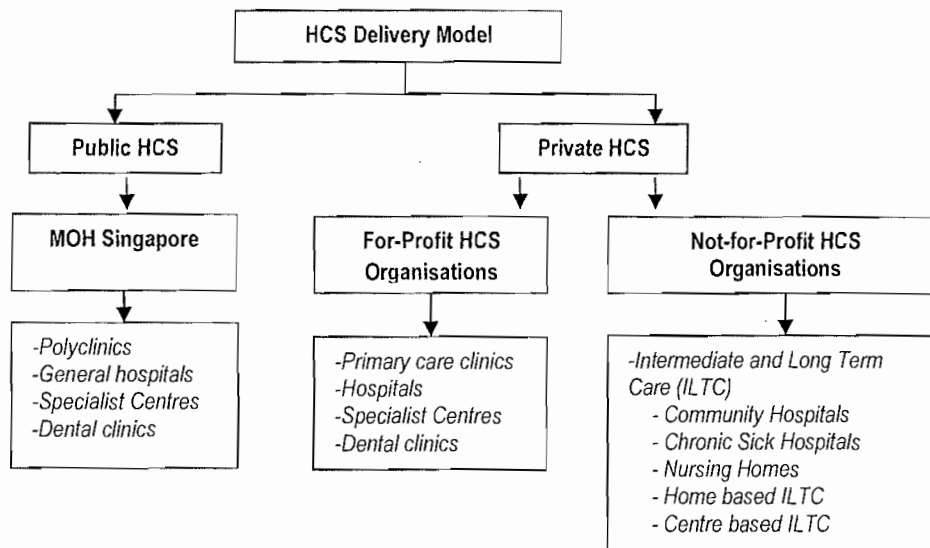 HCS Delivery Model
Public HCS
Private HCS
MOH Singapore
For-Profit HCS
Organisations
Not-for-Profit HCS
Organisations
-Polyclinics
-General hospitals
-Specialist Centres
-Dental clinics
-Primary care clinics
-Hospitals
-Specialist Centres
-Dental clinics
-Intermediate and Long Term
Care (ILTC)
- Community Hospitals
- Chronic Sick Hospitals
- Nursing Homes
- Home based ILTC
- Centre based ILTC